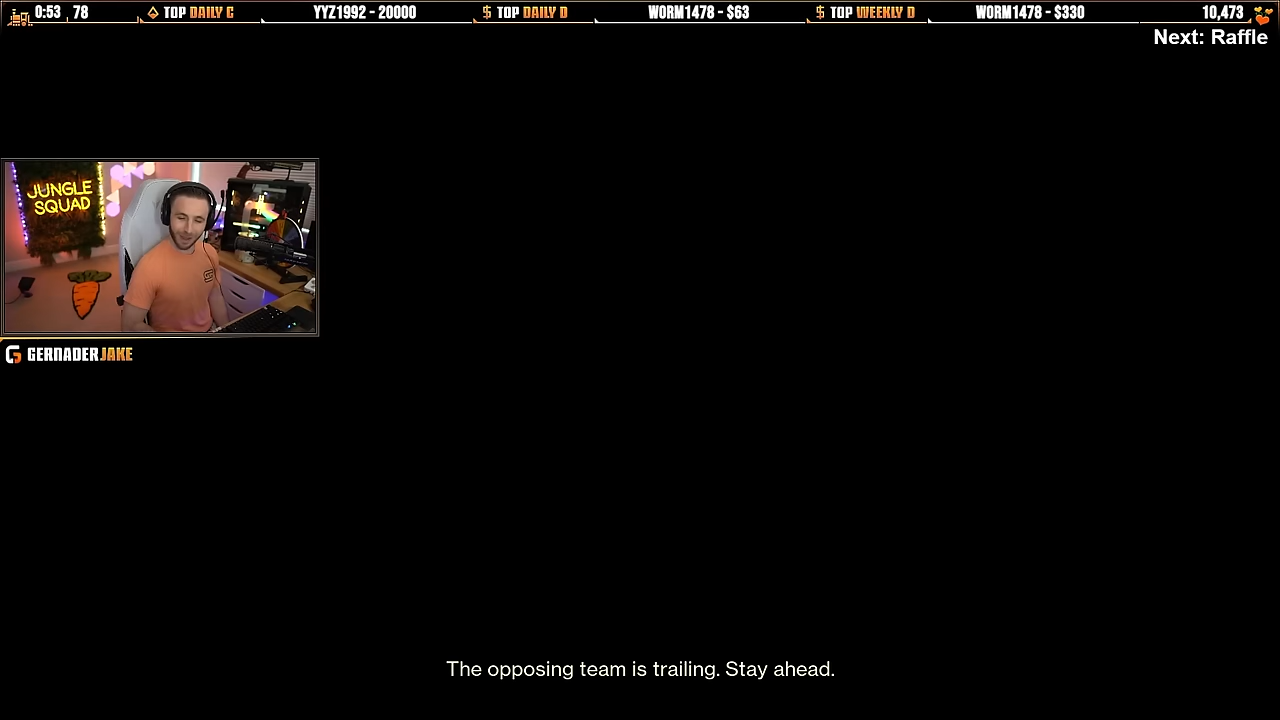 0:53 78 TOP DAILY C YYZ1992 - 20000 $ TOP DAILY D WORM1478 - $63 $ TOP WEEKLY D WORM1478 - $330 10,473
Next: Raffle
JUNGLE
SQUAD
GERNADERJAKE
The opposing team is trailing. Stay ahead.